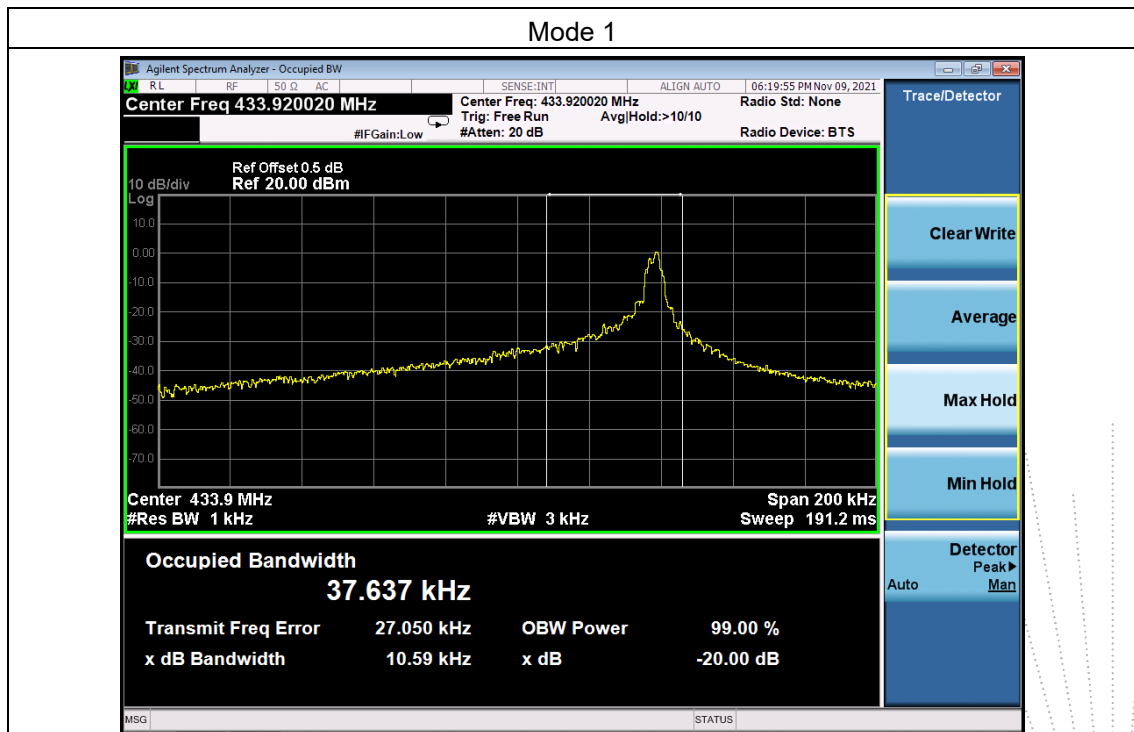 Mode 1
Agilent Spectrum Analyzer - Occupied BW
LXI RL RF 50 Ω AC SENSE:INT ALIGN AUTO 06:19:55 PM Nov 09, 2021
Center Freq 433.920020 MHz
Center Freq: 433.920020 MHz
Radio Std: None
Trig: Free Run Avg|Hold:>10/10
#IFGain:Low
#Atten: 20 dB
Radio Device: BTS
Ref Offset 0.5 dB
10 dB/div Ref 20.00 dBm
Log
10.0
0.00
-10.0
-20.0
-30.0
-40.0
-50.0
-60.0
-70.0
Center 433.9 MHz
Span 200 kHz
#Res BW 1 kHz
#VBW 3 kHz
Sweep 191.2 ms
Occupied Bandwidth
37.637 kHz
Transmit Freq Error 27.050 kHz OBW Power 99.00 %
x dB Bandwidth 10.59 kHz x dB -20.00 dB
MSG
STATUS
Trace/Detector
Clear Write
Average
Max Hold
Min Hold
Detector
Peak▶
Auto Man